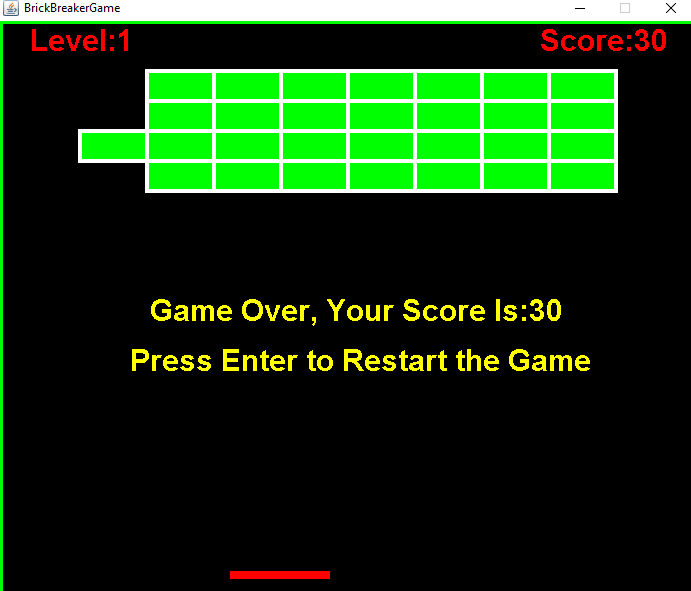 BrickBreakerGame
Level:1 Score:30
Game Over, Your Score Is:30
Press Enter to Restart the Game